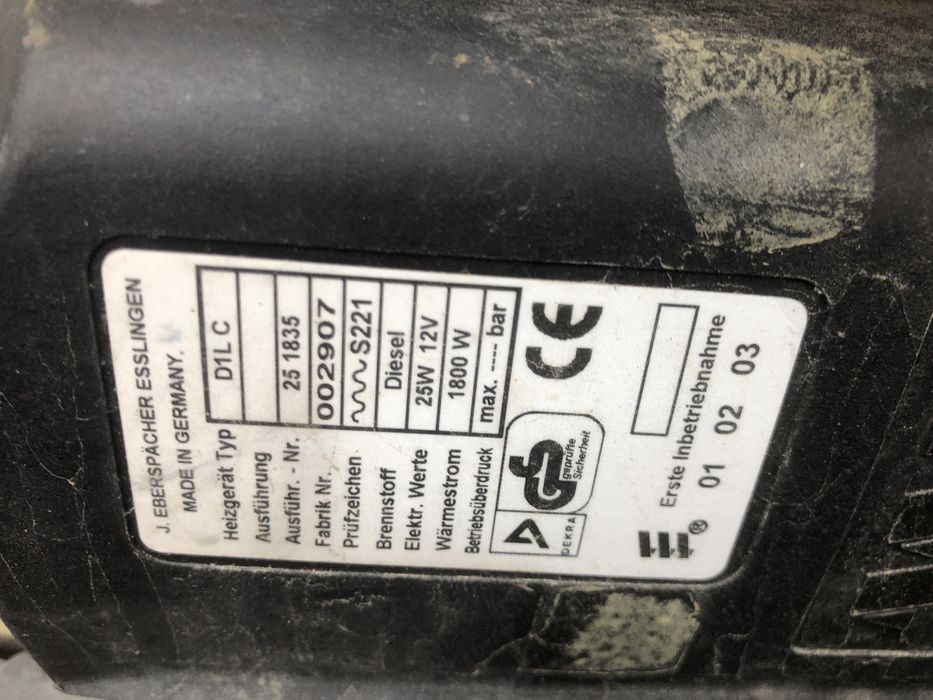 J. EBERSPÄCHER ESSLINGEN
MADE IN GERMANY.
Heizgerät Typ D1L C
Ausführung
Ausführ. - Nr. 25 1835
Fabrik Nr. 002907
Prüfzeichen S221
Brennstoff Diesel
Elektr. Werte 25W 12V
Wärmestrom 1800 W
Betriebsüberdruck max. ---- bar
DEKRA
GS geprüfte
Sicherheit
CE
E®
Erste Inbetriebnahme
01 02 03